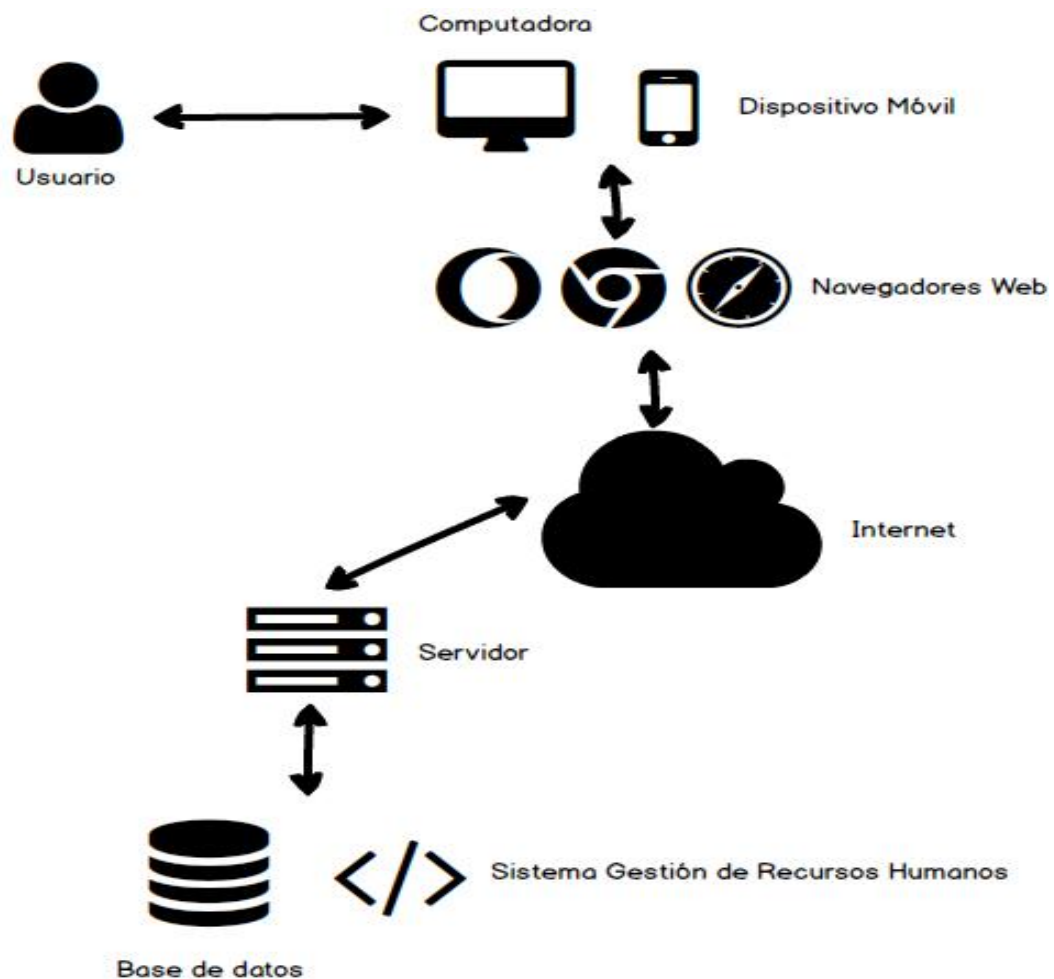 Computadora
Dispositivo Móvil
Usuario
Navegadores Web
Internet
Servidor
Sistema Gestión de Recursos Humanos
Base de datos